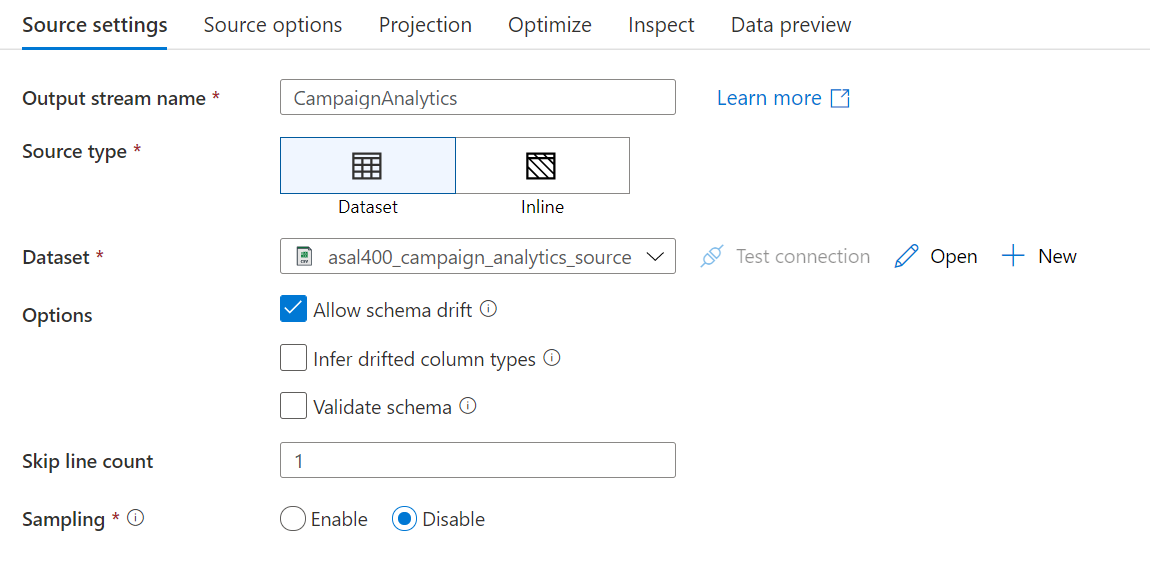 Source settings Source options Projection Optimize Inspect Data preview
Output stream name * CampaignAnalytics Learn more
Source type *
Dataset Inline
Dataset * asal400_campaign_analytics_source Test connection Open New
Options Allow schema drift
Infer drifted column types
Validate schema
Skip line count 1
Sampling * Enable Disable